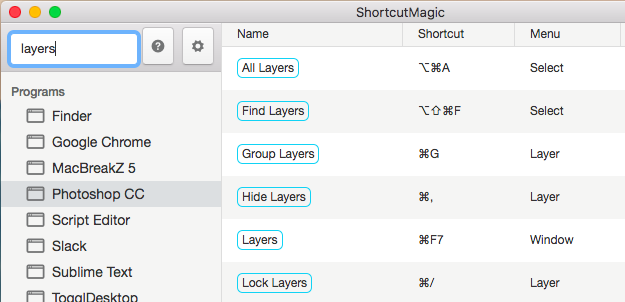 ShortcutMagic
layers
Programs
Finder
Google Chrome
MacBreakZ 5
Photoshop CC
Script Editor
Slack
Sublime Text
TogglDesktop
Name Shortcut Menu
All Layers ⌥⌘A Select
Find Layers ⌥⇧⌘F Select
Group Layers ⌘G Layer
Hide Layers ⌘, Layer
Layers ⌘F7 Window
Lock Layers ⌘/ Layer